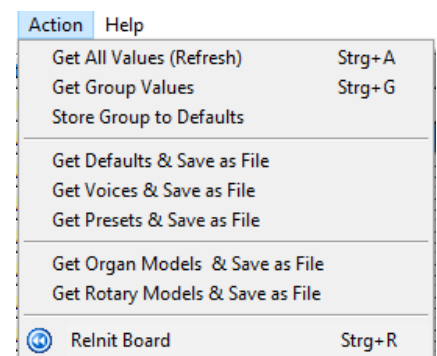 Action Help
Get All Values (Refresh) Strg+A
Get Group Values Strg+G
Store Group to Defaults
Get Defaults & Save as File
Get Voices & Save as File
Get Presets & Save as File
Get Organ Models  & Save as File
Get Rotary Models & Save as File
ReInit Board Strg+R